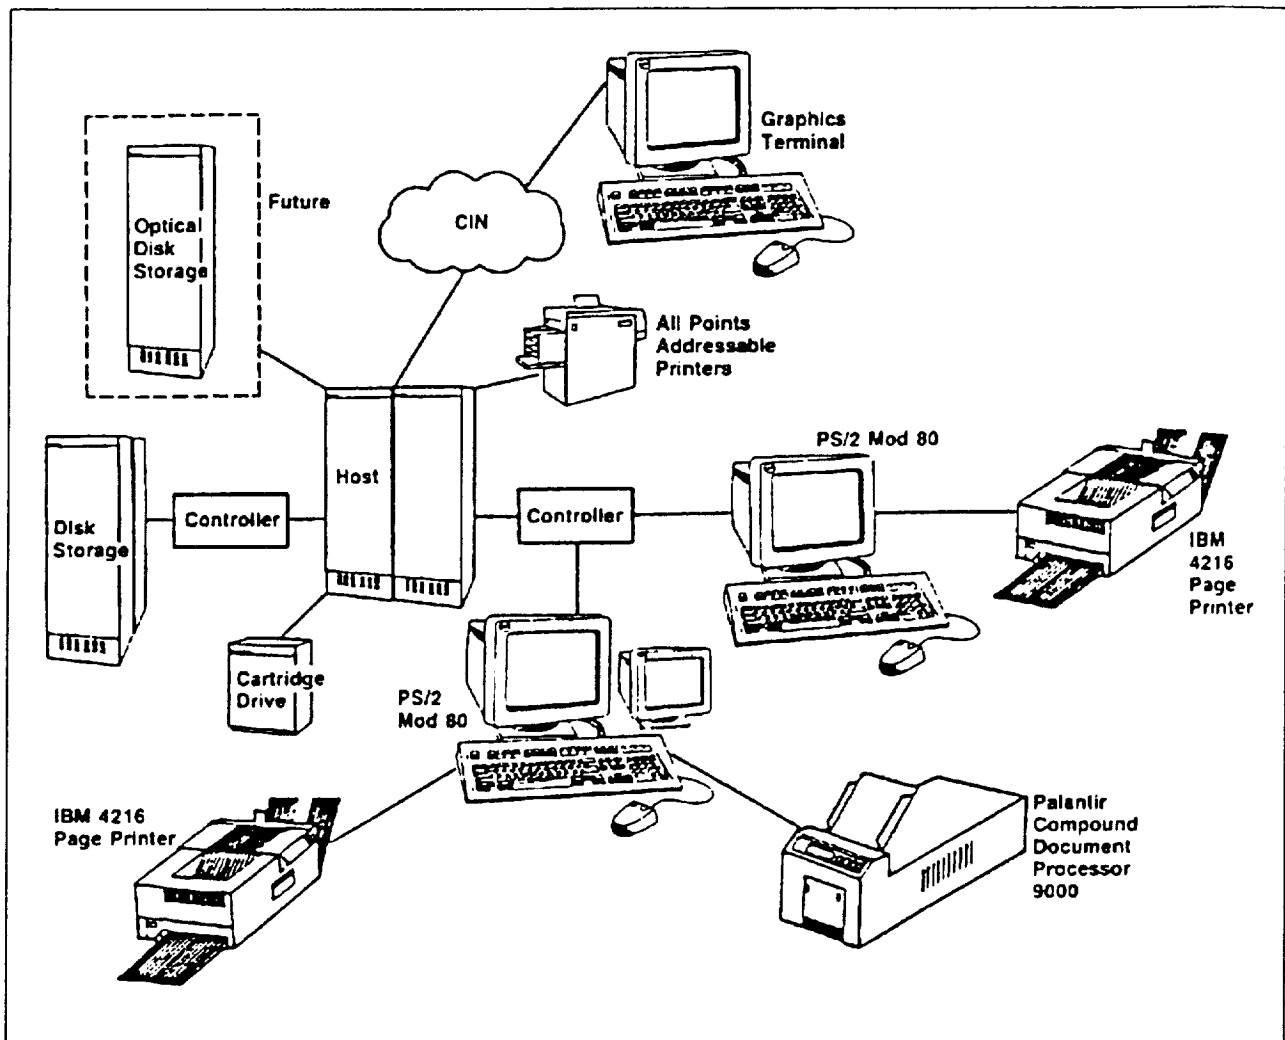 Graphics
Terminal
Future
CIN
Optical
Disk
Storage
All Points
Addressable
Printers
PS/2 Mod 80
Host
Disk
Storage
Controller
Controller
IBM
4216
Page
Printer
Cartridge
Drive
PS/2
Mod 80
IBM 4216
Page Printer
Palantir
Compound
Document
Processor
9000